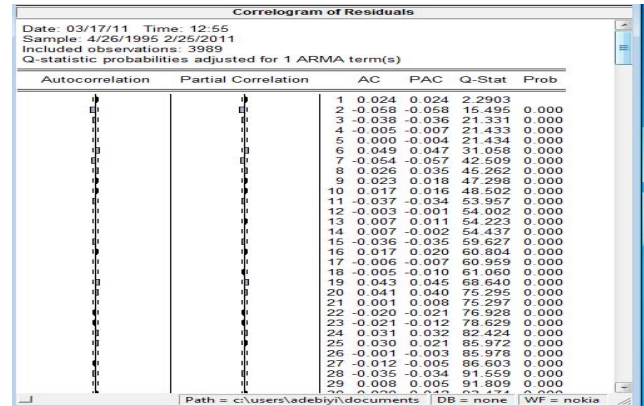 Correlogram of Residuals
Date: 03/17/11 Time: 12:55
Sample: 4/26/1995 2/25/2011
Included observations: 3989
Q-statistic probabilities adjusted for 1 ARMA term(s)
Autocorrelation Partial Correlation AC PAC Q-Stat Prob
1 0.024 0.024 2.2903
2 -0.058 -0.058 15.495 0.000
3 -0.038 -0.036 21.331 0.000
4 -0.005 -0.007 21.433 0.000
5 0.000 -0.004 21.434 0.000
6 0.049 0.047 31.058 0.000
7 -0.054 -0.057 42.509 0.000
8 0.026 0.035 45.262 0.000
9 0.023 0.018 47.298 0.000
10 0.017 0.016 48.502 0.000
11 -0.037 -0.034 53.957 0.000
12 -0.003 -0.001 54.002 0.000
13 0.007 0.011 54.223 0.000
14 0.007 -0.002 54.437 0.000
15 -0.036 -0.035 59.627 0.000
16 0.017 0.020 60.804 0.000
17 -0.006 -0.007 60.959 0.000
18 -0.005 -0.010 61.060 0.000
19 0.043 0.045 68.640 0.000
20 0.041 0.040 75.295 0.000
21 0.001 0.008 75.297 0.000
22 -0.020 -0.021 76.928 0.000
23 -0.021 -0.012 78.629 0.000
24 0.031 0.032 82.424 0.000
25 0.030 0.021 85.972 0.000
26 -0.001 -0.003 85.978 0.000
27 -0.012 -0.005 86.603 0.000
28 -0.035 -0.034 91.559 0.000
29 0.008 0.005 91.809 0.000
Path = c:\users\adebiyi\documents DB = none WF = nokia